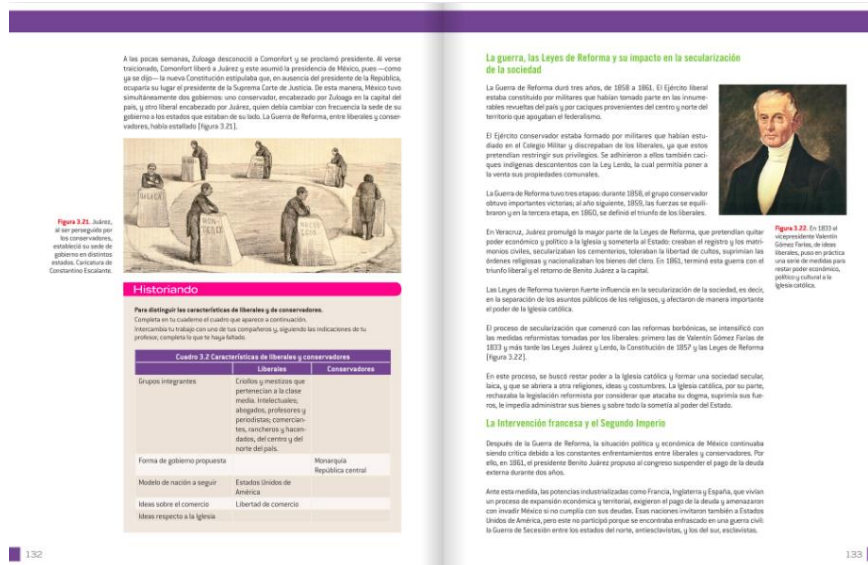 A las pocas semanas, Zuloaga desconoció a Comonfort y se proclamó presidente. Al verse
traicionado, Comonfort liberó a Juárez y este asumió la presidencia de México, pues —como
ya se dijo— la nueva Constitución estipulaba que, en ausencia del presidente de la República,
ocuparía su lugar el presidente de la Suprema Corte de Justicia. De esta manera, México tuvo
simultáneamente dos gobiernos: uno conservador, encabezado por Zuloaga en la capital del
país, y otro liberal encabezado por Juárez, quien debía cambiar con frecuencia la sede de su
gobierno a los estados que estaban de su lado. La Guerra de Reforma, entre liberales y conser-
vadores, había estallado (figura 3.21).
Figura 3.21. Juárez,
al ser perseguido por
los conservadores,
estableció su sede de
gobierno en distintos
estados. Caricatura de
Constantino Escalante.
Historiando
Para distinguir las características de liberales y de conservadores.
Completa en tu cuaderno el cuadro que aparece a continuación.
Intercambia tu trabajo con uno de tus compañeros y, siguiendo las indicaciones de tu
profesor, completa lo que te haya faltado.
Cuadro 3.2 Características de liberales y conservadores
Liberales Conservadores
Grupos integrantes Criollos y mestizos que
pertenecían a la clase
media. Intelectuales;
abogados, profesores y
periodistas; comercian-
tes, rancheros y hacen-
dados, del centro y del
norte del país.
Forma de gobierno propuesta Monarquía
República central
Modelo de nación a seguir Estados Unidos de
América
Ideas sobre el comercio Libertad de comercio
Ideas respecto a la Iglesia
132
La guerra, las Leyes de Reforma y su impacto en la secularización
de la sociedad
La Guerra de Reforma duró tres años, de 1858 a 1861. El Ejército liberal
estaba constituido por militares que habían tomado parte en las innume-
rables revueltas del país y por caciques provenientes del centro y norte del
territorio que apoyaban el federalismo.
El Ejército conservador estaba formado por militares que habían estu-
diado en el Colegio Militar y discrepaban de los liberales, ya que estos
pretendían restringir sus privilegios. Se adhirieron a ellos también caci-
ques indígenas descontentos con la Ley Lerdo, la cual permitía poner a
la venta sus propiedades comunales.
La Guerra de Reforma tuvo tres etapas: durante 1858, el grupo conservador
obtuvo importantes victorias; al año siguiente, 1859, las fuerzas se equili-
braron y en la tercera etapa, en 1860, se definió el triunfo de los liberales.
En Veracruz, Juárez promulgó la mayor parte de la Leyes de Reforma, que pretendían quitar
poder económico y político a la Iglesia y someterla al Estado: creaban el registro y los matri-
monios civiles, secularizaban los cementerios, toleraban la libertad de cultos, suprimían las
órdenes religiosas y nacionalizaban los bienes del clero. En 1861, terminó esta guerra con el
triunfo liberal y el retorno de Benito Juárez a la capital.
Figura 3.22. En 1833 el
vicepresidente Valentín
Gómez Farías, de ideas
liberales, puso en práctica
una serie de medidas para
restar poder económico,
político y cultural a la
Iglesia católica.
Las Leyes de Reforma tuvieron fuerte influencia en la secularización de la sociedad, es decir,
en la separación de los asuntos públicos de los religiosos, y afectaron de manera importante
el poder de la Iglesia católica.
El proceso de secularización que comenzó con las reformas borbónicas, se intensificó con
las medidas reformistas tomadas por los liberales: primero las de Valentín Gómez Farías de
1833 y más tarde las Leyes Juárez y Lerdo, la Constitución de 1857 y las Leyes de Reforma
(figura 3.22).
En este proceso, se buscó restar poder a la Iglesia católica y formar una sociedad secular,
laica, y que se abriera a otra religiones, ideas y costumbres. La Iglesia católica, por su parte,
rechazaba la legislación reformista por considerar que atacaba su dogma, suprimía sus fue-
ros, le impedía administrar sus bienes y sobre todo la sometía al poder del Estado.
La Intervención francesa y el Segundo Imperio
Después de la Guerra de Reforma, la situación política y económica de México continuaba
siendo crítica debido a los constantes enfrentamientos entre liberales y conservadores. Por
ello, en 1861, el presidente Benito Juárez propuso al congreso suspender el pago de la deuda
externa durante dos años.
Ante esta medida, las potencias industrializadas como Francia, Inglaterra y España, que vivían
un proceso de expansión económica y territorial, exigieron el pago de la deuda y amenazaron
con invadir México si no cumplía con sus deudas. Esas naciones invitaron también a Estados
Unidos de América, pero este no participó porque se encontraba enfrascado en una guerra civil:
la Guerra de Secesión entre los estados del norte, antiesclavistas, y los del sur, esclavistas.
133